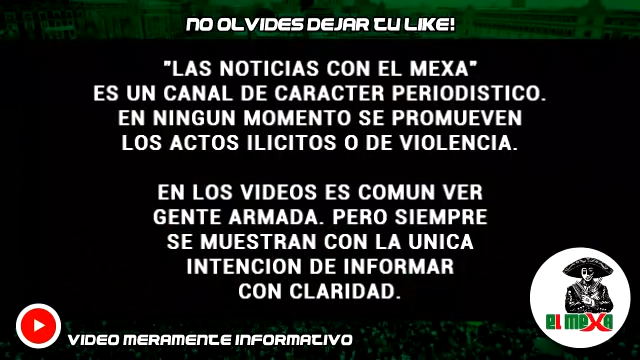 NO OLVIDES DEJAR TU LIKE!
"LAS NOTICIAS CON EL MEXA"
ES UN CANAL DE CARACTER PERIODISTICO.
EN NINGUN MOMENTO SE PROMUEVEN
LOS ACTOS ILICITOS O DE VIOLENCIA.
EN LOS VIDEOS ES COMUN VER
GENTE ARMADA. PERO SIEMPRE
SE MUESTRAN CON LA UNICA
INTENCION DE INFORMAR
CON CLARIDAD.
EL MEXA
VIDEO MERAMENTE INFORMATIVO